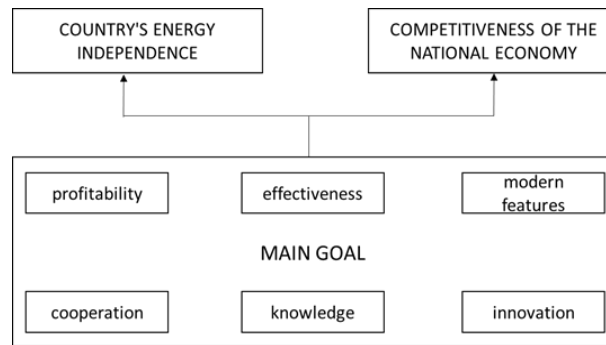 COUNTRY'S ENERGY
INDEPENDENCE
COMPETITIVENESS OF THE
NATIONAL ECONOMY
profitability
effectiveness
modern
features
MAIN GOAL
cooperation
knowledge
innovation